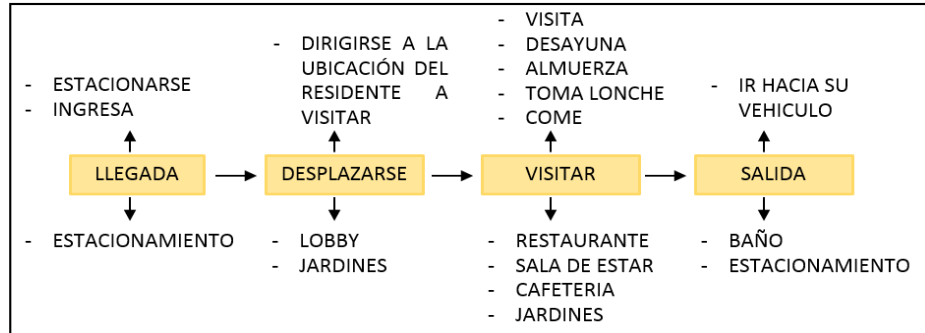 - ESTACIONARSE
- INGRESA
- DIRIGIRSE A LA
UBICACIÓN DEL
RESIDENTE A
VISITAR
- VISITA
- DESAYUNA
- ALMUERZA
- TOMA LONCHE
- COME
- IR HACIA SU
VEHICULO
LLEGADA
DESPLAZARSE
VISITAR
SALIDA
- ESTACIONAMIENTO
- LOBBY
- JARDINES
- RESTAURANTE
- SALA DE ESTAR
- CAFETERIA
- JARDINES
- BAÑO
- ESTACIONAMIENTO